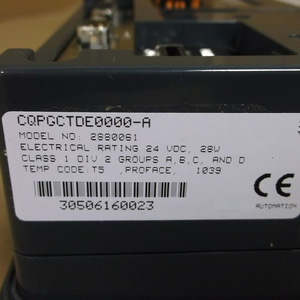 CQPGCTDE0000-A
MODEL NO: 2880061
ELECTRICAL RATING 24 VDC, 28W
CLASS 1 DIV 2 GROUPS A,B,C, AND D
TEMP CODE:T5 ,PROFACE, 1039
30506160023
CE
AUTOMATION